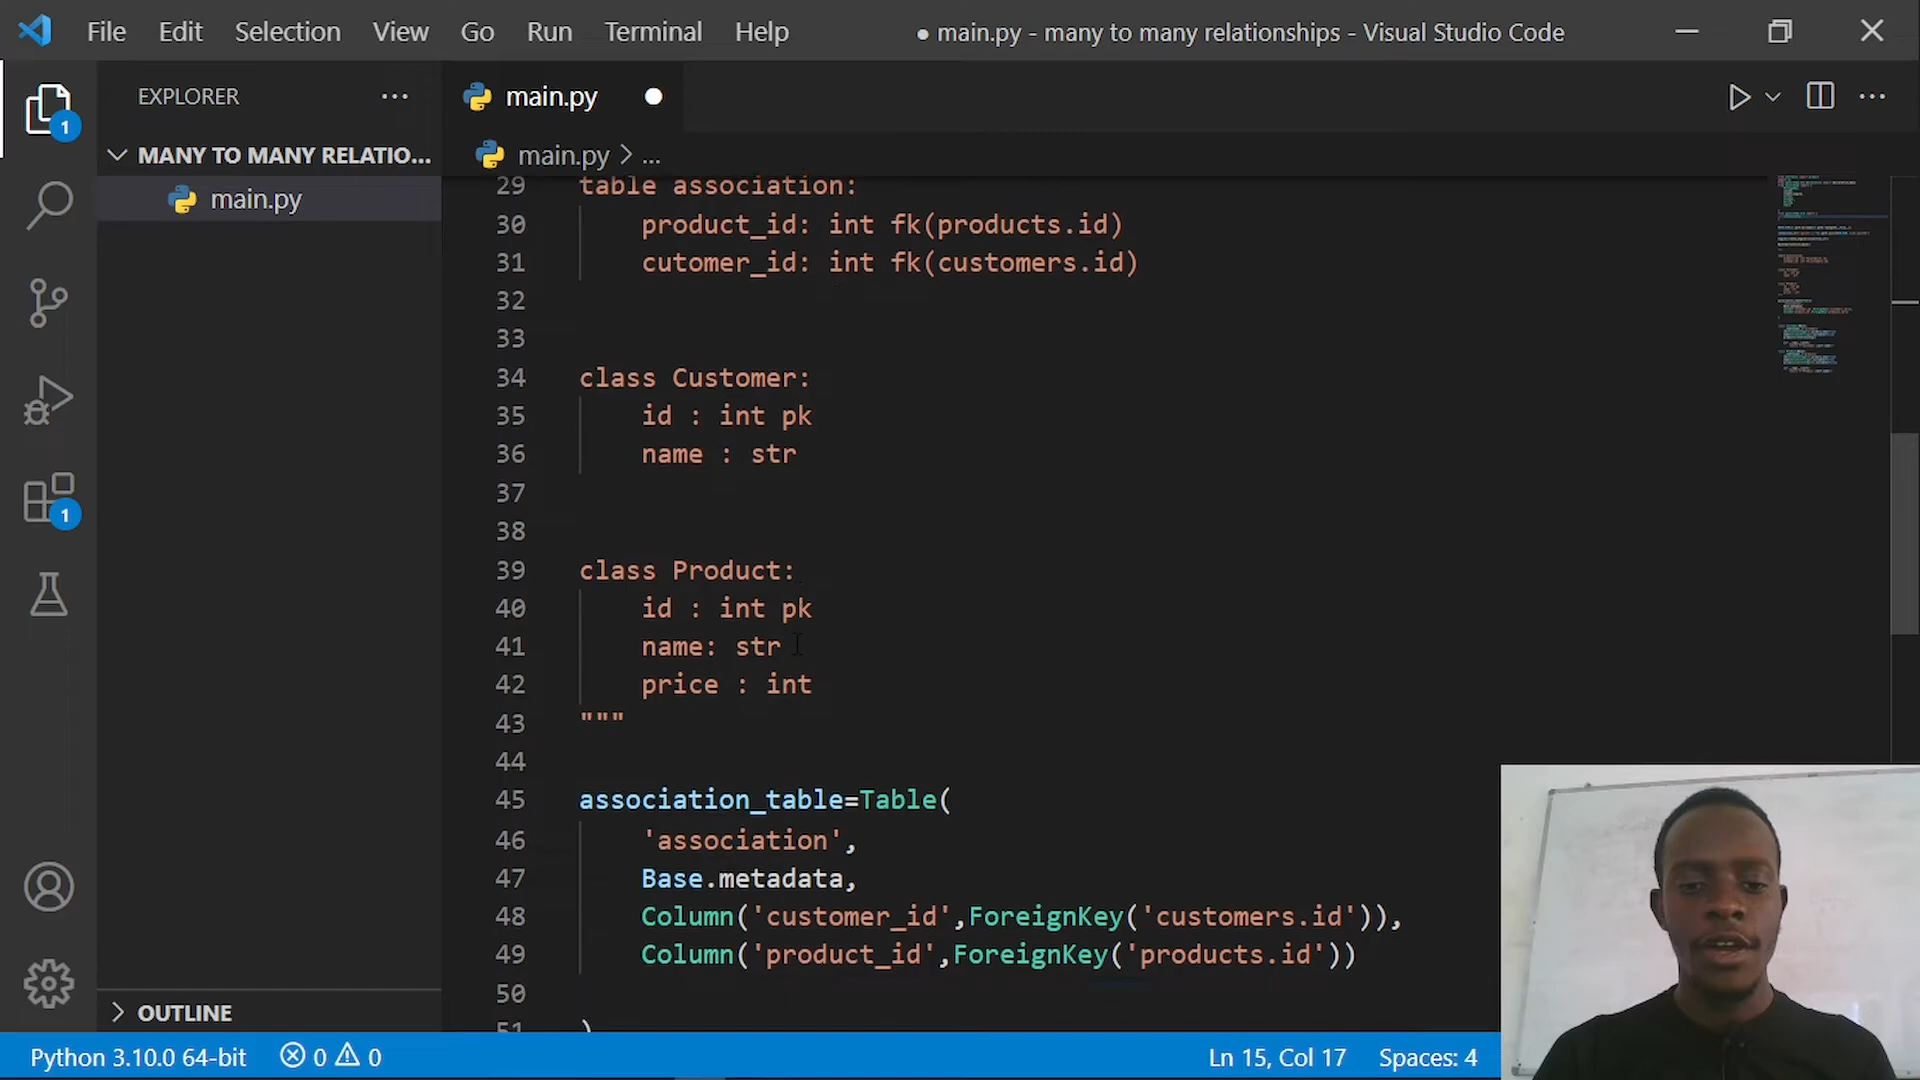 File Edit Selection View Go Run Terminal Help
● main.py - many to many relationships - Visual Studio Code
EXPLORER
MANY TO MANY RELATIO...
main.py
OUTLINE
1
1
main.py
main.py > ...
29 table association:
30 product_id: int fk(products.id)
31 cutomer_id: int fk(customers.id)
32
33
34 class Customer:
35 id : int pk
36 name : str
37
38
39 class Product:
40 id : int pk
41 name: str
42 price : int
43 """
44
45 association_table=Table(
46 'association',
47 Base.metadata,
48 Column('customer_id',ForeignKey('customers.id')),
49 Column('product_id',ForeignKey('products.id'))
50
51 )
Python 3.10.0 64-bit 0 0
Ln 15, Col 17 Spaces: 4